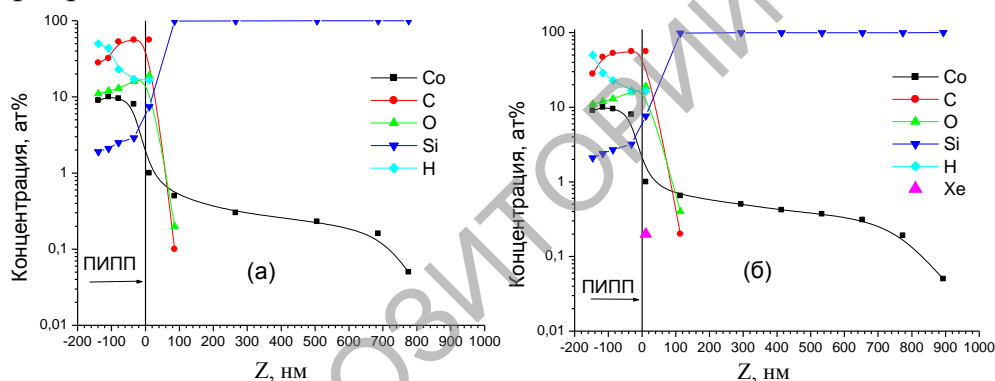 Концентрация, ат%
100
10
1
0,1
0,01
-200 -100 0 100 200 300 400 500 600 700 800 900 1000
Z, нм
ПИПП
(а)
Co
C
O
Si
H
Концентрация, ат%
100
10
1
0,1
0,01
-200 -100 0 100 200 300 400 500 600 700 800 900 1000
Z, нм
ПИПП
(б)
Co
C
O
Si
H
Xe
ОЗИТОРИЙ